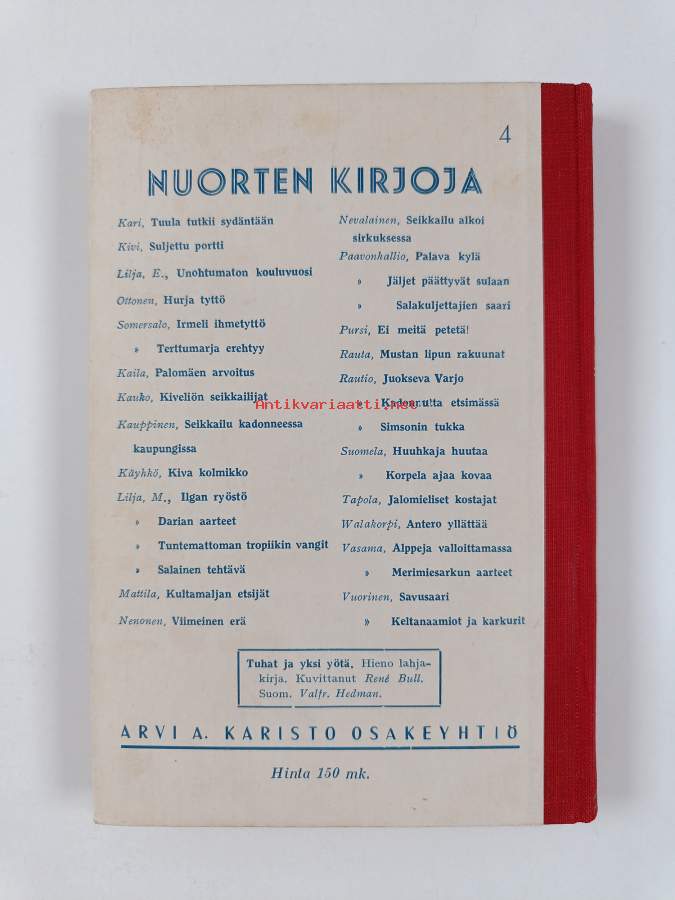 4
NUORTEN KIRJOJA
Kari, Tuula tutkii sydäntään
Kivi, Suljettu portti
Lilja, E., Unohtumaton kouluvuosi
Ottonen, Hurja tyttö
Somersalo, Irmeli ihmetyttö
» Terttumarja erehtyy
Kaila, Palomäen arvoitus
Kauko, Kiveliön seikkailijat
Kauppinen, Seikkailu kadonneessa
kaupungissa
Käyhkö, Kiva kolmikko
Lilja, M., Ilgan ryöstö
» Darian aarteet
» Tuntemattoman tropiikin vangit
» Salainen tehtävä
Mattila, Kultamaljan etsijät
Nenonen, Viimeinen erä
Nevalainen, Seikkailu alkoi
sirkuksessa
Paavonhallio, Palava kylä
» Jäljet päättyvät sulaan
» Salakuljettajien saari
Pursi, Ei meitä petetä!
Rauta, Mustan lipun rakuunat
Rautio, Juokseva Varjo
» etsimässä
» Simsonin tukka
Suomela, Huuhkaja huutaa
» Korpela ajaa kovaa
Tapola, Jalomieliset kostajat
Walakorpi, Antero yllättää
Vasama, Alppeja valloittamassa
» Merimiesarkun aarteet
Vuorinen, Savusaari
» Keltanaamiot ja karkurit
Antikvariaatti.net
Tuhat ja yksi yötä, Hieno lahja-
kirja. Kuvittanut René Bull.
Suom. Valfr. Hedman.
ARVI A. KARISTO OSAKEYHTIÖ
Hinta 150 mk.